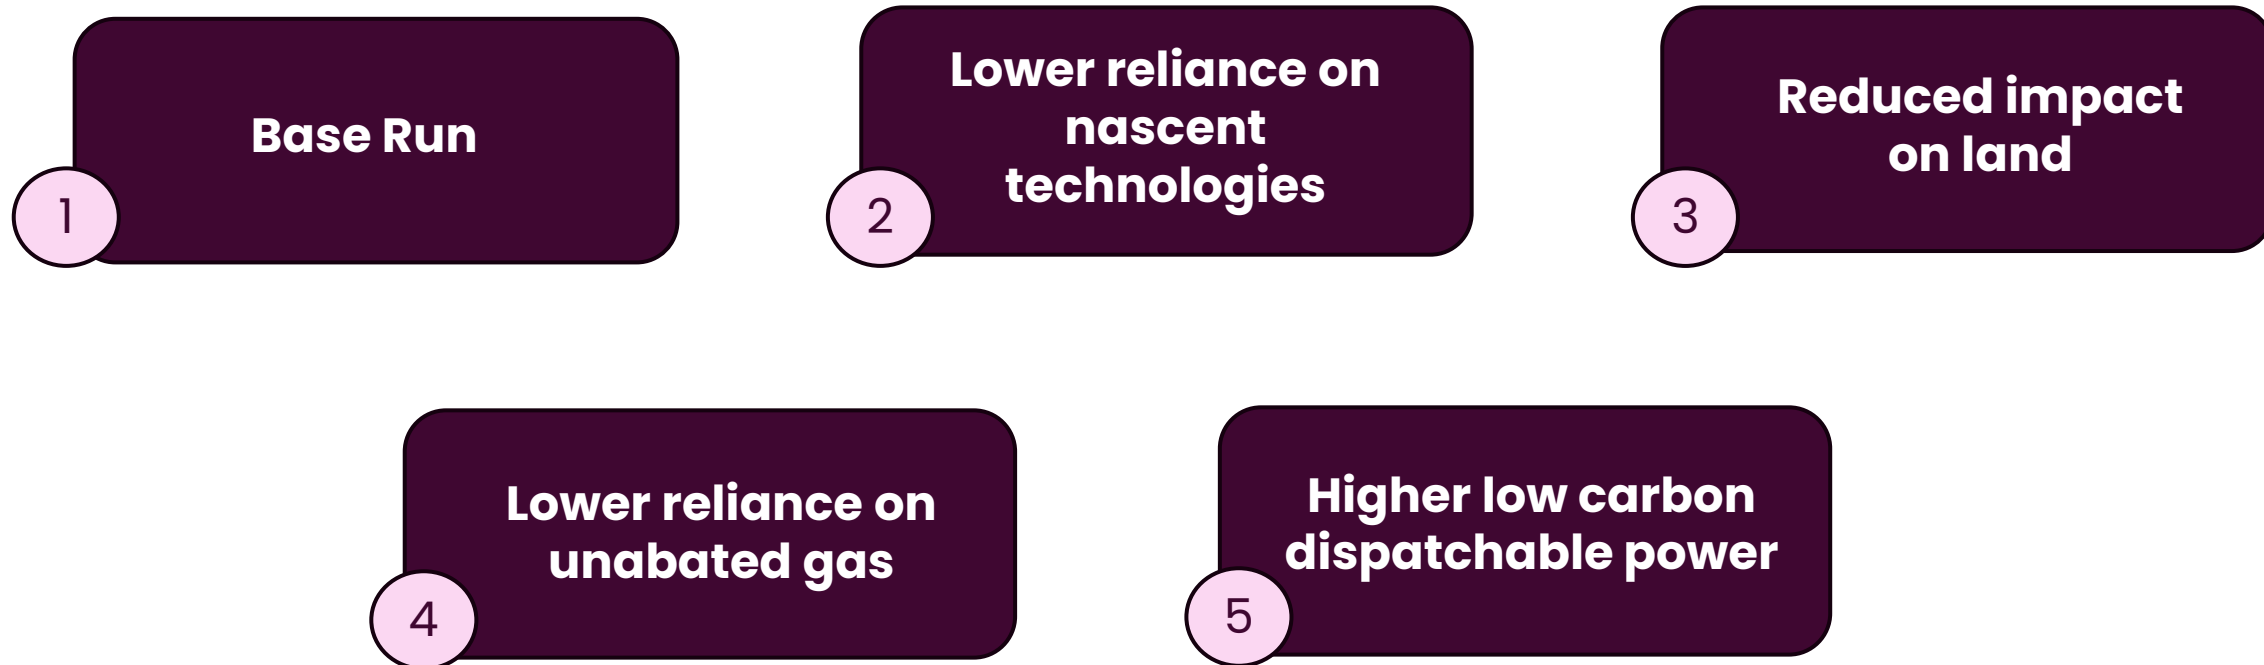 Base Run
1
Lower reliance on
nascent
technologies
2
Reduced impact
on land
3
Lower reliance on
unabated gas
4
Higher low carbon
dispatchable power
5